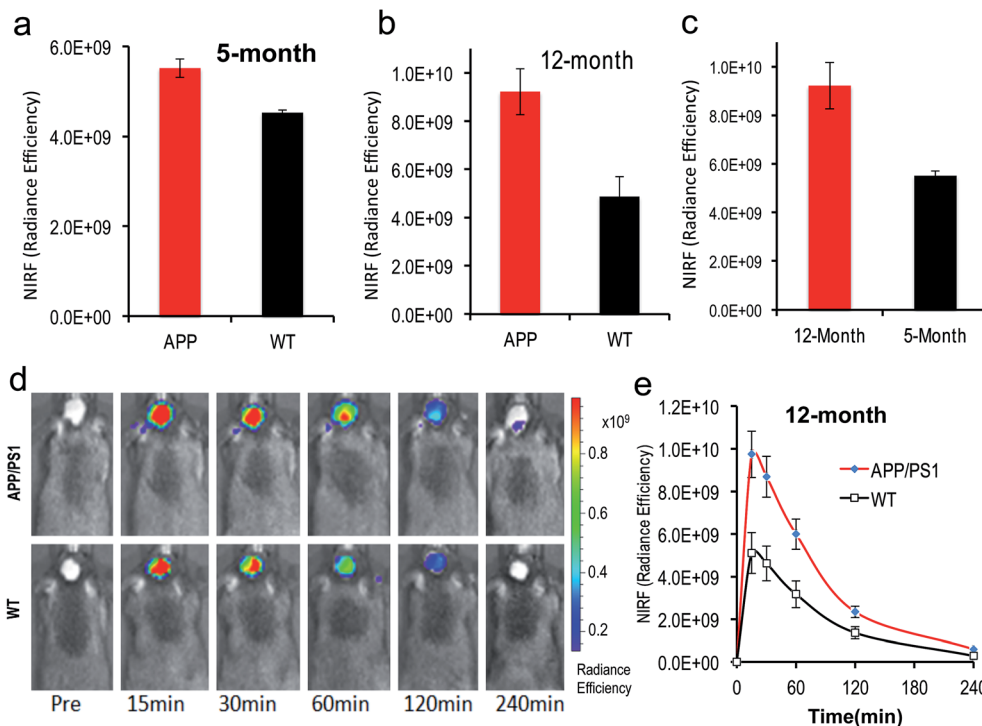 a
5-month
NIRF (Radiance Efficiency)
6.0E+09
4.0E+09
2.0E+09
0.0E+00
APP WT
b
12-month
NIRF (Radiance Efficiency)
1.0E+10
8.0E+09
6.0E+09
4.0E+09
2.0E+09
0.0E+00
APP WT
c
NIRF (Radiance Efficiency)
1.0E+10
8.0E+09
6.0E+09
4.0E+09
2.0E+09
0.0E+00
12-Month 5-Month
d
APP/PS1
WT
Pre 15min 30min 60min 120min 240min
x10⁹
0.8
0.6
0.4
0.2
Radiance
Efficiency
e
12-month
NIRF (Radiance Efficiency)
1.2E+10
1.0E+10
8.0E+09
6.0E+09
4.0E+09
2.0E+09
0.0E+00
APP/PS1
WT
0 60 120 180 240
Time(min)